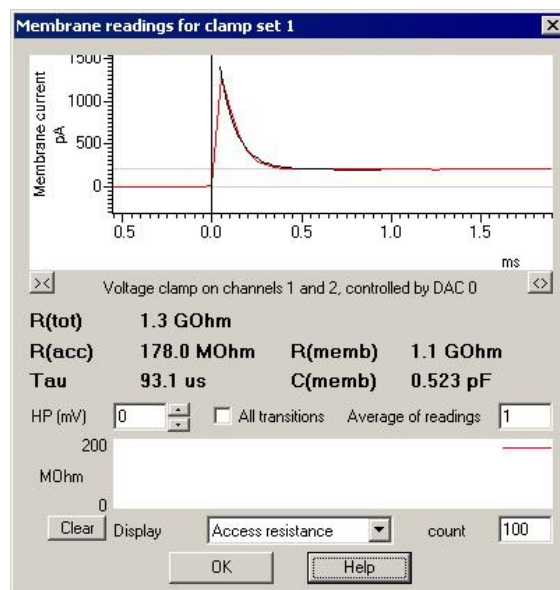 Membrane readings for clamp set 1
1500
1000
500
0
Membrane current
pA
0.5 0.0 0.5 1.0 1.5
ms
>< Voltage clamp on channels 1 and 2, controlled by DAC 0 <>
R(tot) 1.3 GOhm
R(acc) 178.0 MOhm R(memb) 1.1 GOhm
Tau 93.1 us C(memb) 0.523 pF
HP (mV) 0 All transitions Average of readings 1
200
MOhm
0
Clear Display Access resistance count 100
OK Help